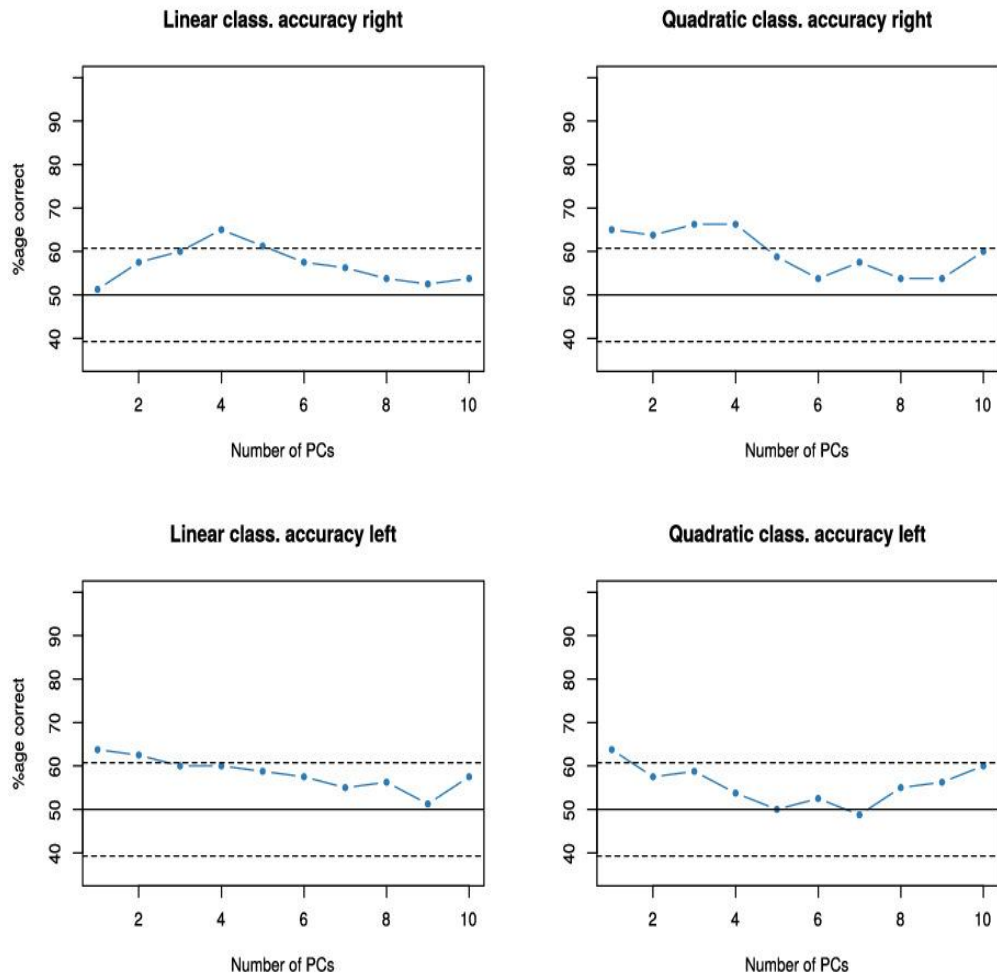 Linear class. accuracy right
%age correct
90
80
70
60
50
40
2 4 6 8 10
Number of PCs
Quadratic class. accuracy right
90
80
70
60
50
40
2 4 6 8 10
Number of PCs
Linear class. accuracy left
%age correct
90
80
70
60
50
40
2 4 6 8 10
Number of PCs
Quadratic class. accuracy left
90
80
70
60
50
40
2 4 6 8 10
Number of PCs